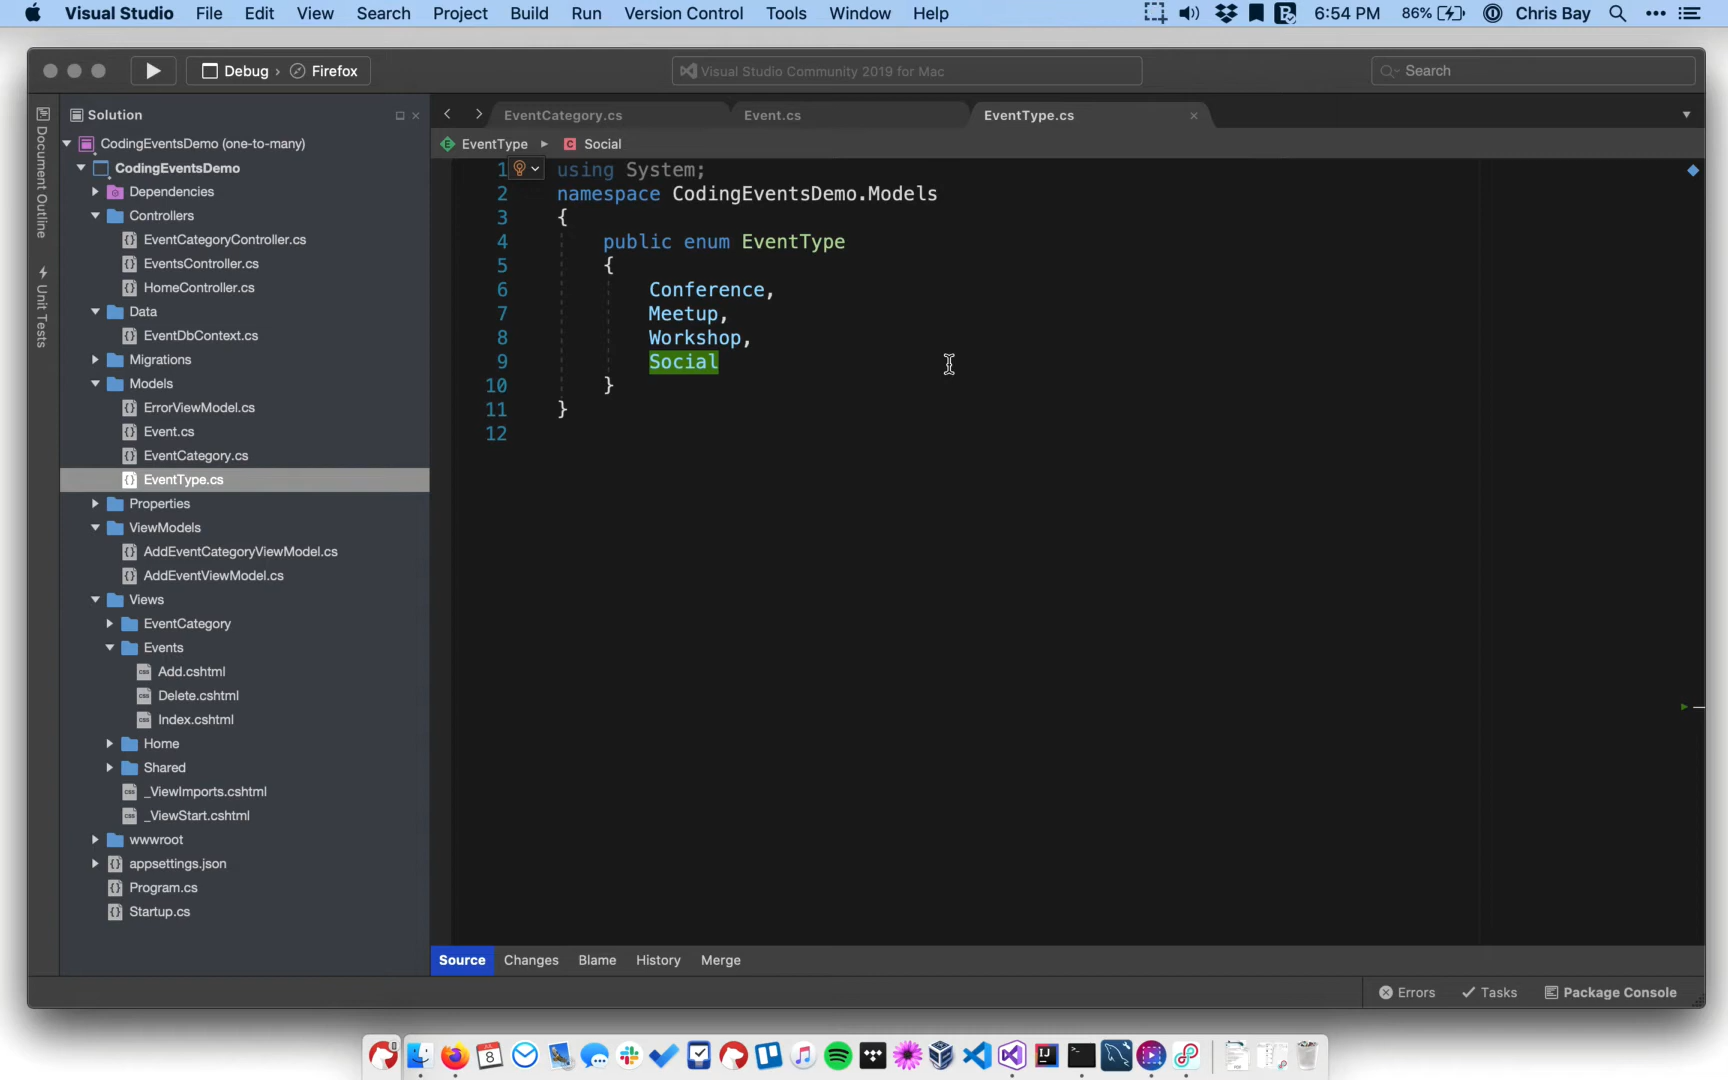 Visual Studio File Edit View Search Project Build Run Version Control Tools Window Help 6:54 PM 86% Chris Bay
Debug › Firefox
Visual Studio Community 2019 for Mac
Search
Document Outline
Unit Tests
Solution
CodingEventsDemo (one-to-many)
CodingEventsDemo
Dependencies
Controllers
EventCategoryController.cs
EventsController.cs
HomeController.cs
Data
EventDbContext.cs
Migrations
Models
ErrorViewModel.cs
Event.cs
EventCategory.cs
EventType.cs
Properties
ViewModels
AddEventCategoryViewModel.cs
AddEventViewModel.cs
Views
EventCategory
Events
Add.cshtml
Delete.cshtml
Index.cshtml
Home
Shared
_ViewImports.cshtml
_ViewStart.cshtml
wwwroot
appsettings.json
Program.cs
Startup.cs
EventCategory.cs Event.cs EventType.cs
EventType Social
1 using System;
2 namespace CodingEventsDemo.Models
3 {
4 public enum EventType
5 {
6 Conference,
7 Meetup,
8 Workshop,
9 Social
10 }
11 }
12
Source Changes Blame History Merge
Errors Tasks Package Console
8